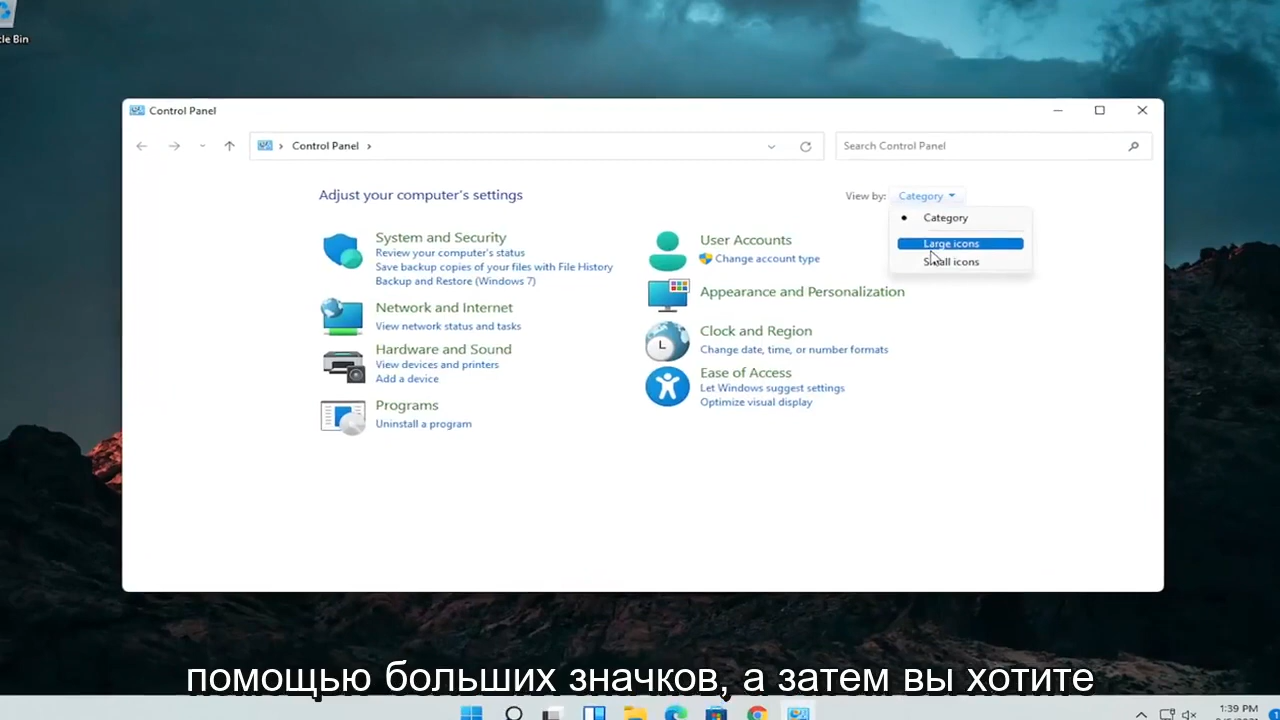 cle Bin
Control Panel
Control Panel
Search Control Panel
Adjust your computer's settings
View by: Category
Category
Large icons
Small icons
System and Security
Review your computer's status
Save backup copies of your files with File History
Backup and Restore (Windows 7)
Network and Internet
View network status and tasks
Hardware and Sound
View devices and printers
Add a device
Programs
Uninstall a program
User Accounts
Change account type
Appearance and Personalization
Clock and Region
Change date, time, or number formats
Ease of Access
Let Windows suggest settings
Optimize visual display
помощью больших значков, а затем вы хотите
1:39 PM